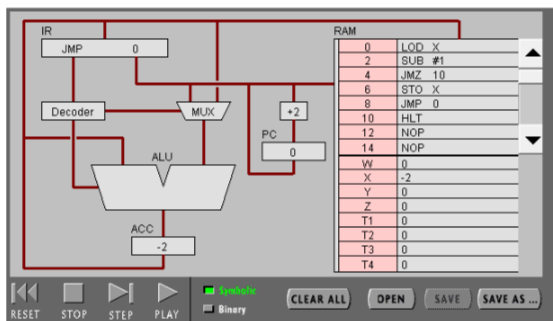 IR
JMP 0
Decoder
MUX
+2
PC
0
ALU
ACC
-2
RAM
0 LOD X
2 SUB #1
4 JMZ 10
6 STO X
8 JMP 0
10 HLT
12 NOP
14 NOP
W 0
X -2
Y 0
Z 0
T1 0
T2 0
T3 0
T4 0
RESET STOP STEP PLAY
Symbolic
Binary
CLEAR ALL OPEN SAVE SAVE AS ...